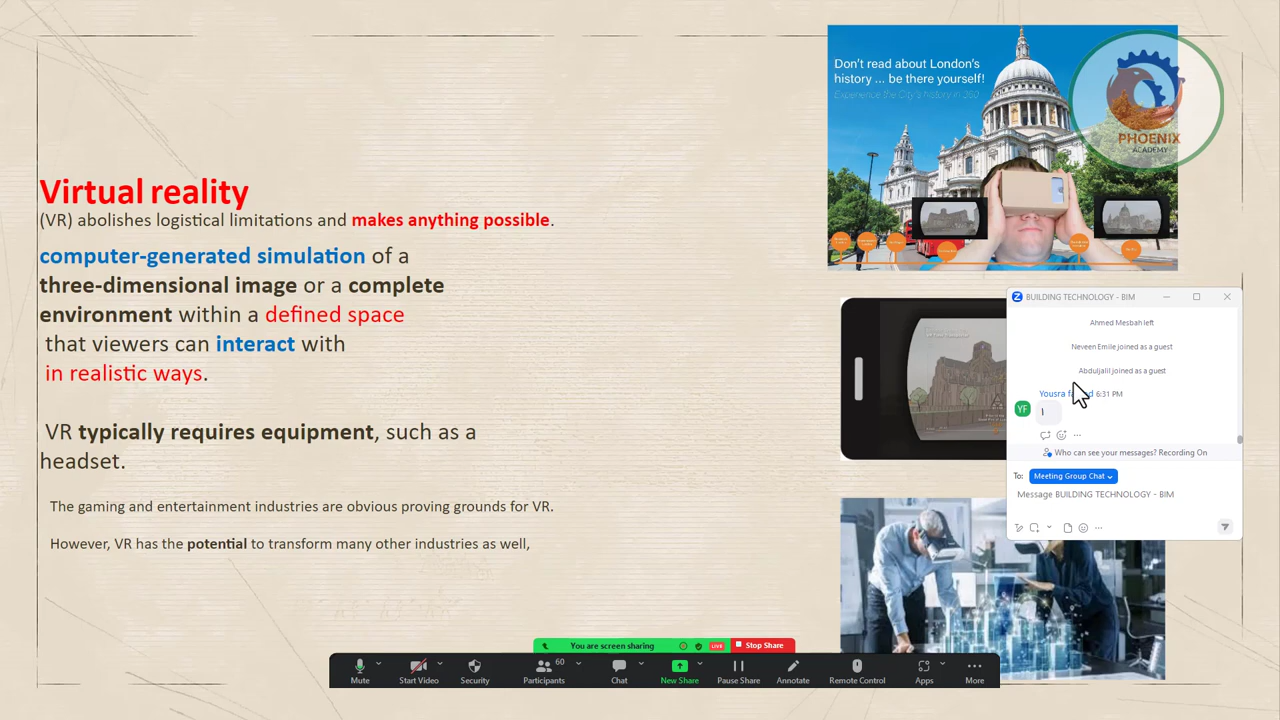 Virtual reality
(VR) abolishes logistical limitations and makes anything possible.
computer-generated simulation of a
three-dimensional image or a complete
environment within a defined space
that viewers can interact with
in realistic ways.
VR typically requires equipment, such as a
headset.
The gaming and entertainment industries are obvious proving grounds for VR.
However, VR has the potential to transform many other industries as well,
Don't read about London's
history ... be there yourself!
Experience the City's history in 360
PHOENIX
ACADEMY
BUILDING TECHNOLOGY - BIM
Ahmed Mesbah left
Neveen Emile joined as a guest
Abduljalil joined as a guest
Yousra 6:31 PM
YF
١
Who can see your messages? Recording On
To: Meeting Group Chat
Message BUILDING TECHNOLOGY - BIM
You are screen sharing LIVE Stop Share
Mute Start Video Security Participants 60 Chat New Share Pause Share Annotate Remote Control Apps More